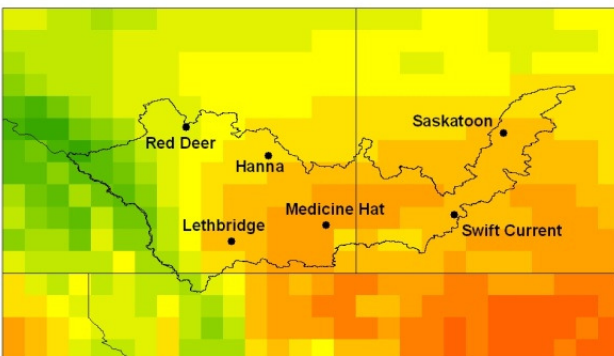 Saskatoon
Red Deer
Hanna
Medicine Hat
Lethbridge
Swift Current